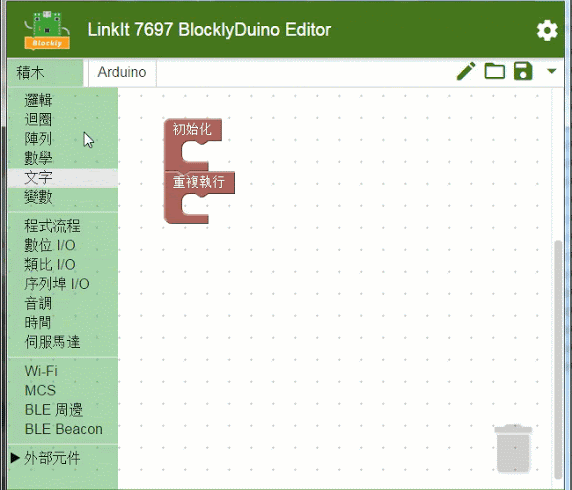 LinkIt 7697 BlocklyDuino Editor
Blockly
積木
Arduino
邏輯
迴圈
陣列
數學
文字
變數
程式流程
數位 I/O
類比 I/O
序列埠 I/O
音調
時間
伺服馬達
Wi-Fi
MCS
BLE 周邊
BLE Beacon
外部元件
初始化
重複執行